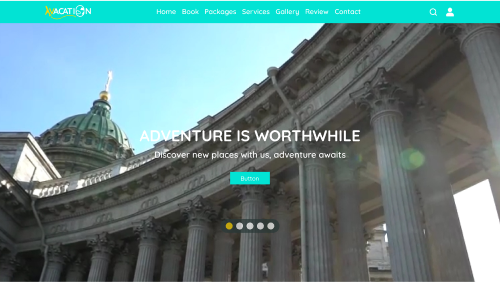 VACATION
Home Book Packages Services Gallery Review Contact
ADVENTURE IS WORTHWHILE
Discover new places with us, adventure awaits
Button